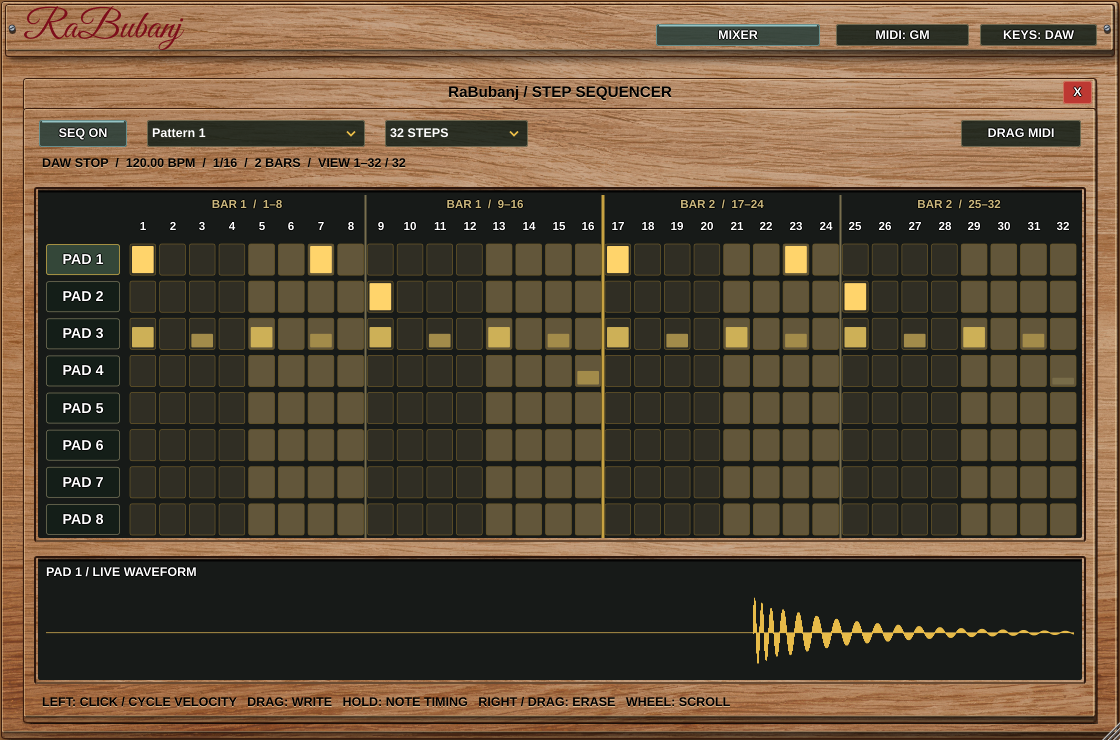 RaBubanj
MIXER MIDI: GM KEYS: DAW
RaBubanj / STEP SEQUENCER X
SEQ ON Pattern 1 32 STEPS DRAG MIDI
DAW STOP / 120.00 BPM / 1/16 / 2 BARS / VIEW 1–32 / 32
BAR 1 / 1–8 BAR 1 / 9–16 BAR 2 / 17–24 BAR 2 / 25–32
1 2 3 4 5 6 7 8 9 10 11 12 13 14 15 16 17 18 19 20 21 22 23 24 25 26 27 28 29 30 31 32
PAD 1
PAD 2
PAD 3
PAD 4
PAD 5
PAD 6
PAD 7
PAD 8
PAD 1 / LIVE WAVEFORM
LEFT: CLICK / CYCLE VELOCITY DRAG: WRITE HOLD: NOTE TIMING RIGHT / DRAG: ERASE WHEEL: SCROLL